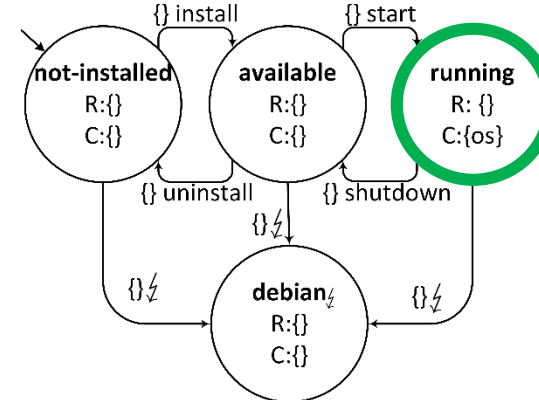 {} install
{} start
not-installed
R:{}
C:{}
available
R:{}
C:{}
running
R: {}
C:{os}
{} uninstall
{} shutdown
{}⚡
{}⚡
{}⚡
debian⚡
R:{}
C:{}